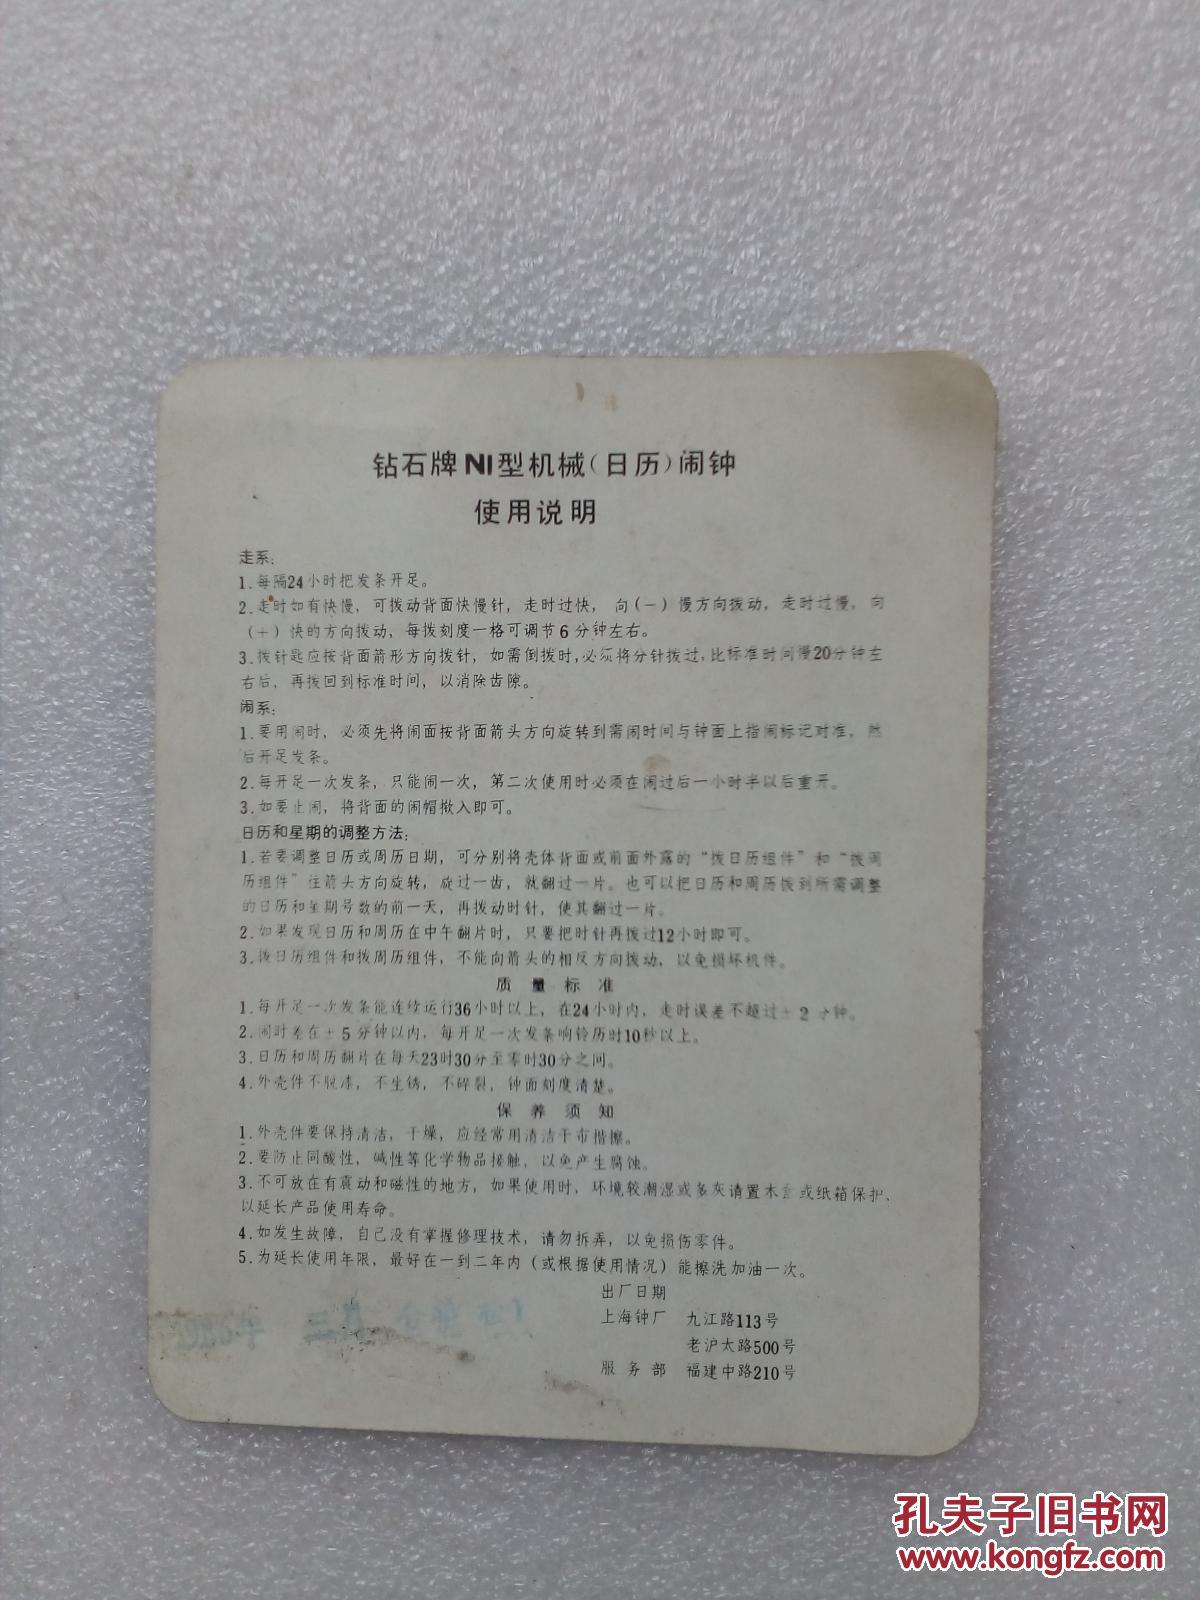 钻石牌NI型机械（日历）闹钟
使用说明
走系：
1.每隔24小时把发条开足。
2.走时如有快慢，可拨动背面快慢针，走时过快，向（－）慢方向拨动，走时过慢，向
（＋）快的方向拨动，每拨刻度一格可调节6分钟左右。
3.拨针匙应按背面箭形方向拨针，如需倒拨时，必须将分针拨过，比标准时间慢20分钟左
右后，再拨回到标准时间，以消除齿隙。
闹系：
1.要用闹时，必须先将闹面按背面箭头方向旋转到需闹时间与钟面上指闹标记对准，然
后开足发条。
2.每开足一次发条，只能闹一次，第二次使用时必须在闹过后一小时半以后重开。
3.如要止闹，将背面的闹帽揿入即可。
日历和星期的调整方法：
1.若要调整日历或周历日期，可分别将壳体背面或前面外露的“拨日历组件”和“拨周
历组件”往箭头方向旋转，旋过一齿，就翻过一片。也可以把日历和周历拨到所需调整
的日历和星期号数的前一天，再拨动时针，使其翻过一片。
2.如果发现日历和周历在中午翻片时，只要把时针再拨过12小时即可。
3.拨日历组件和拨周历组件，不能向箭头的相反方向拨动，以免损坏机件。
质量标准
1.每开足一次发条能连续运行36小时以上，在24小时内，走时误差不超过±2分钟。
2.闹时差在±5分钟以内，每开足一次发条响铃历时10秒以上。
3.日历和周历翻片在每天23时30分至零时30分之间。
4.外壳件不脱漆，不生锈，不碎裂，钟面刻度清楚。
保养须知
1.外壳件要保持清洁，干燥，应经常用清洁干布揩擦。
2.要防止同酸性，碱性等化学物品接触，以免产生腐蚀。
3.不可放在有震动和磁性的地方，如果使用时，环境较潮湿或多灰请置木盒或纸箱保护、
以延长产品使用寿命。
4.如发生故障，自己没有掌握修理技术，请勿拆弄，以免损伤零件。
5.为延长使用年限，最好在一到二年内（或根据使用情况）能擦洗加油一次。
出厂日期
上海钟厂 九江路113号
老沪太路500号
服务部 福建中路210号
孔夫子旧书网
www.kongfz.com